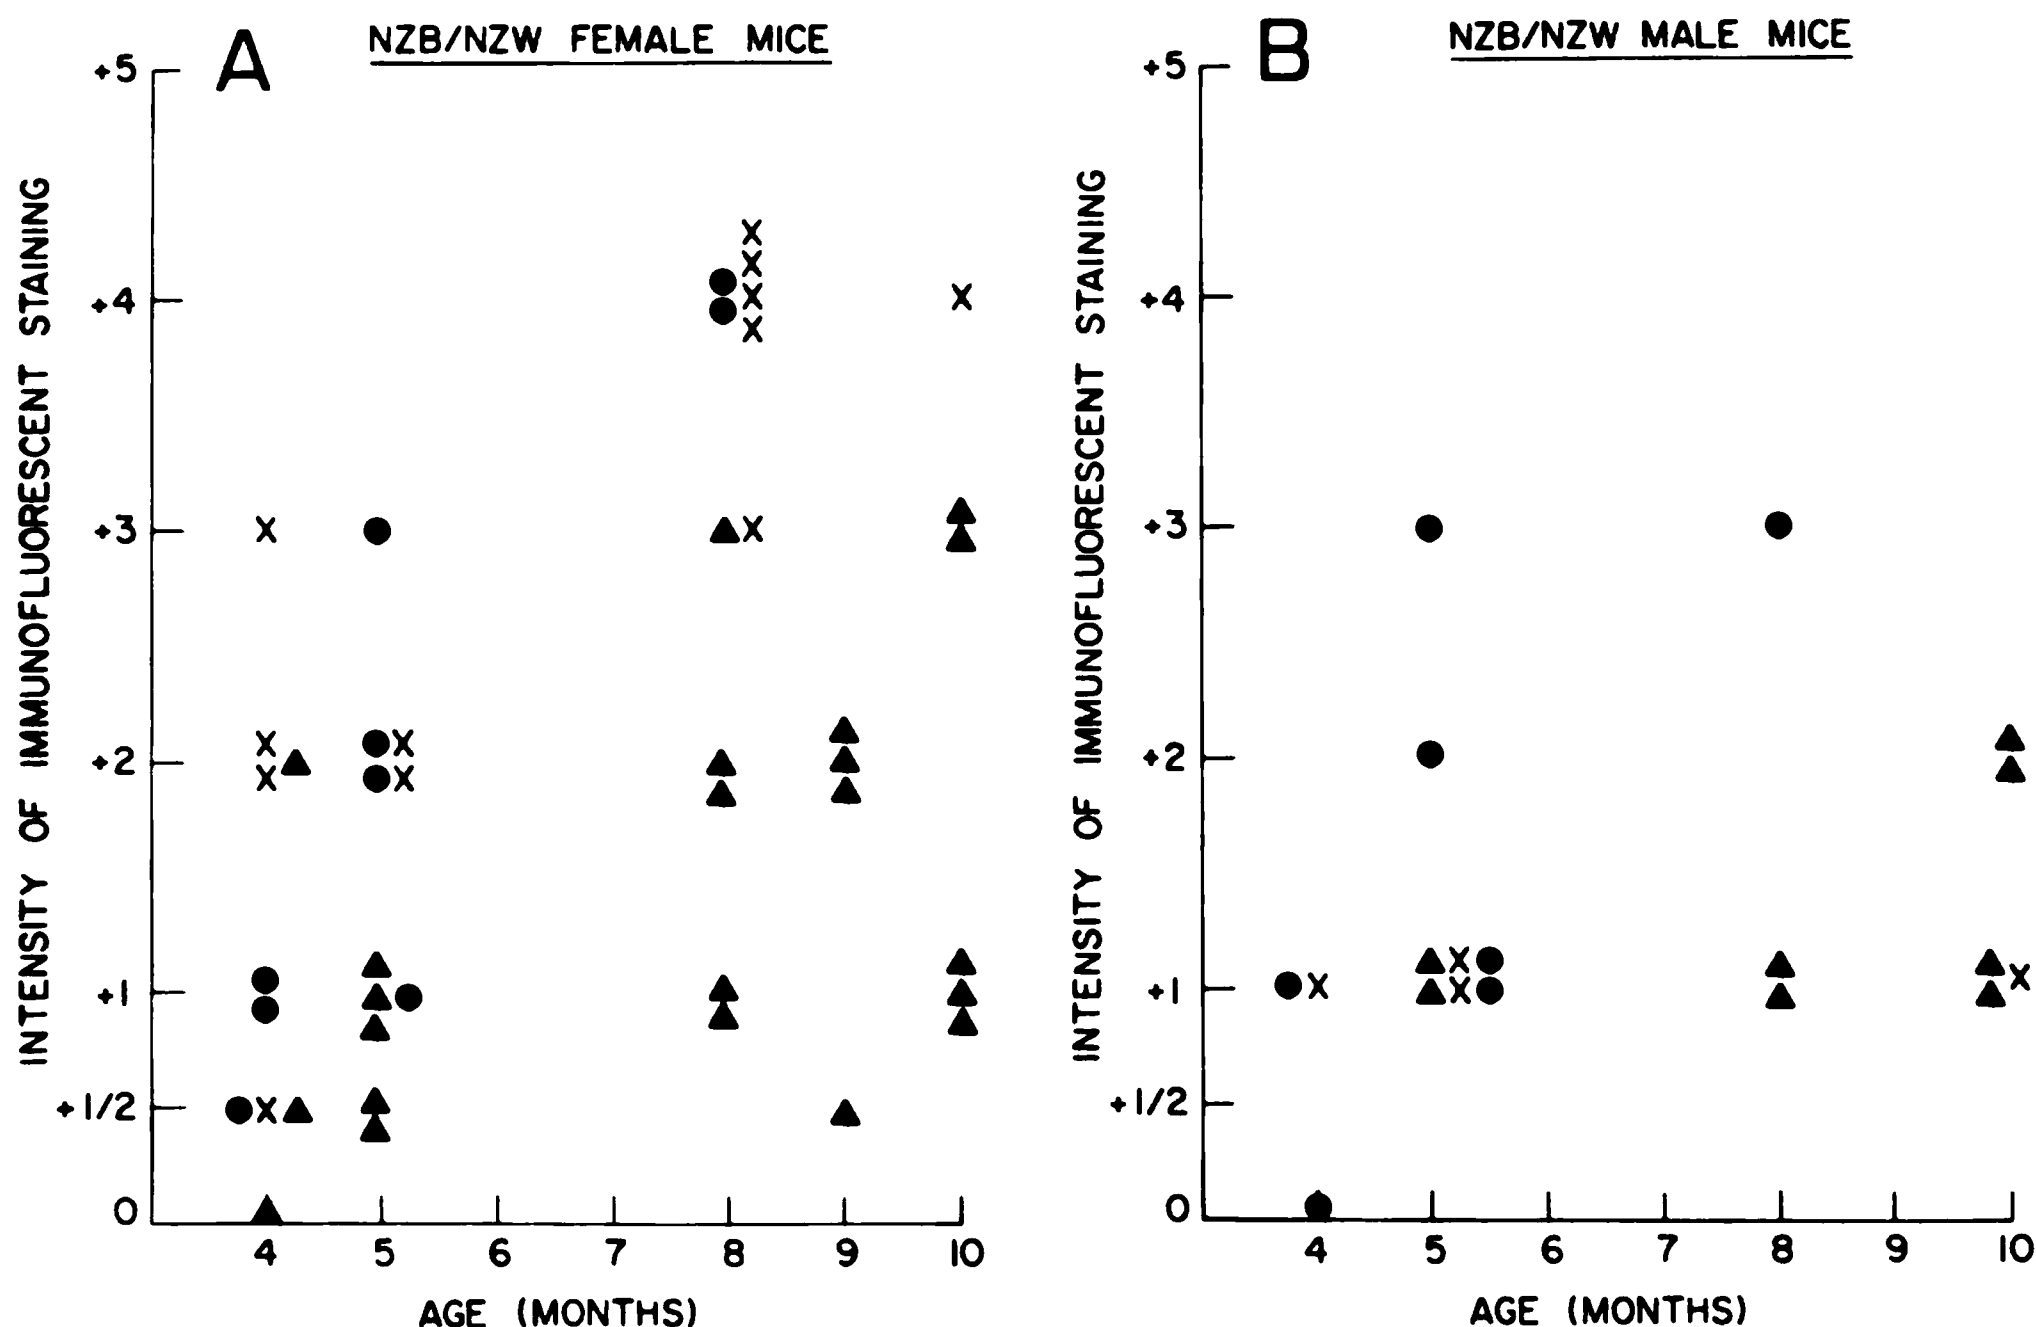 A
NZB/NZW FEMALE MICE
INTENSITY OF IMMUNOFLUORESCENT STAINING
+5
+4
+3
+2
+1
+1/2
0
4 5 6 7 8 9 10
AGE (MONTHS)
B
NZB/NZW MALE MICE
INTENSITY OF IMMUNOFLUORESCENT STAINING
+5
+4
+3
+2
+1
+1/2
0
4 5 6 7 8 9 10
AGE (MONTHS)